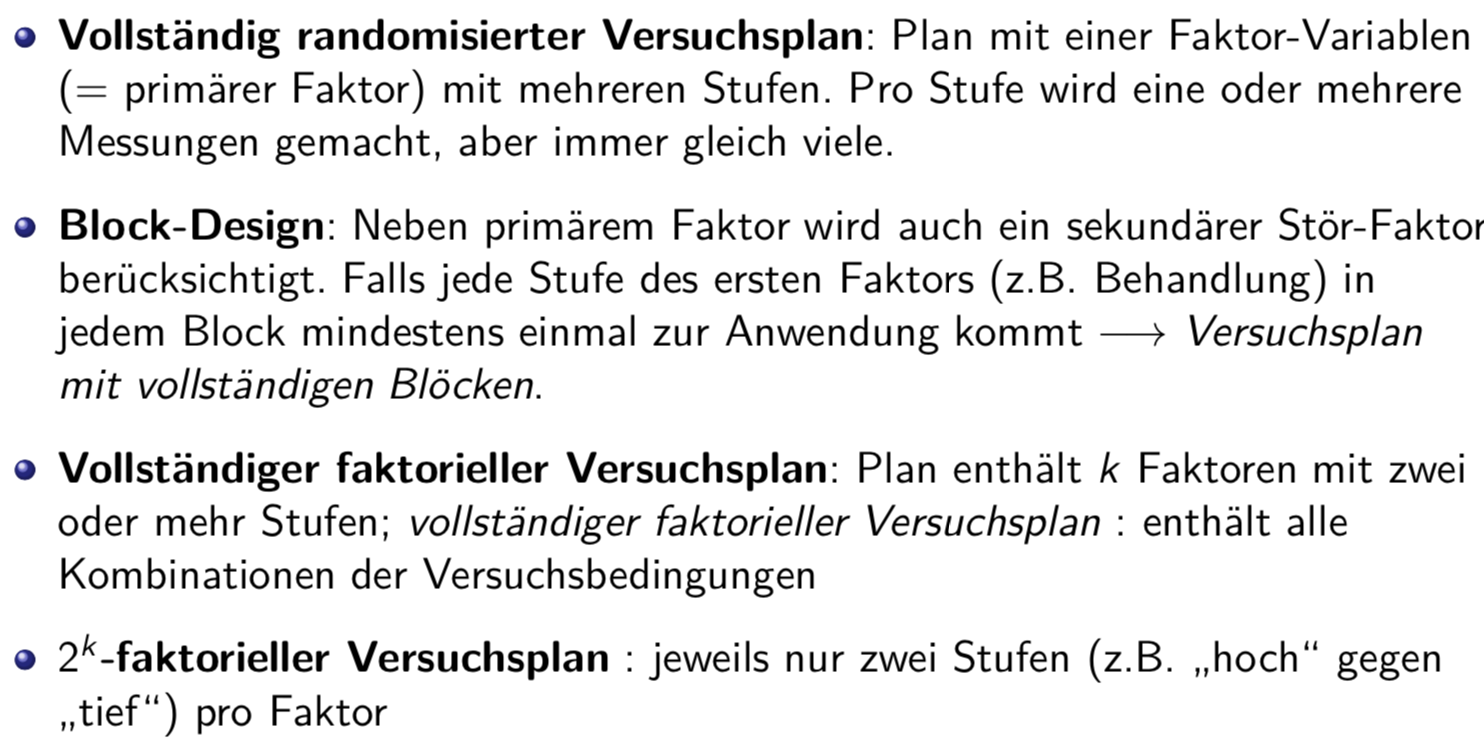 • Vollständig randomisierter Versuchsplan: Plan mit einer Faktor-Variablen
(= primärer Faktor) mit mehreren Stufen. Pro Stufe wird eine oder mehrere
Messungen gemacht, aber immer gleich viele.
• Block-Design: Neben primärem Faktor wird auch ein sekundärer Stör-Faktor
berücksichtigt. Falls jede Stufe des ersten Faktors (z.B. Behandlung) in
jedem Block mindestens einmal zur Anwendung kommt ⟶ Versuchsplan
mit vollständigen Blöcken.
• Vollständiger faktorieller Versuchsplan: Plan enthält k Faktoren mit zwei
oder mehr Stufen; vollständiger faktorieller Versuchsplan : enthält alle
Kombinationen der Versuchsbedingungen
• 2^k-faktorieller Versuchsplan : jeweils nur zwei Stufen (z.B. „hoch“ gegen
„tief“) pro Faktor